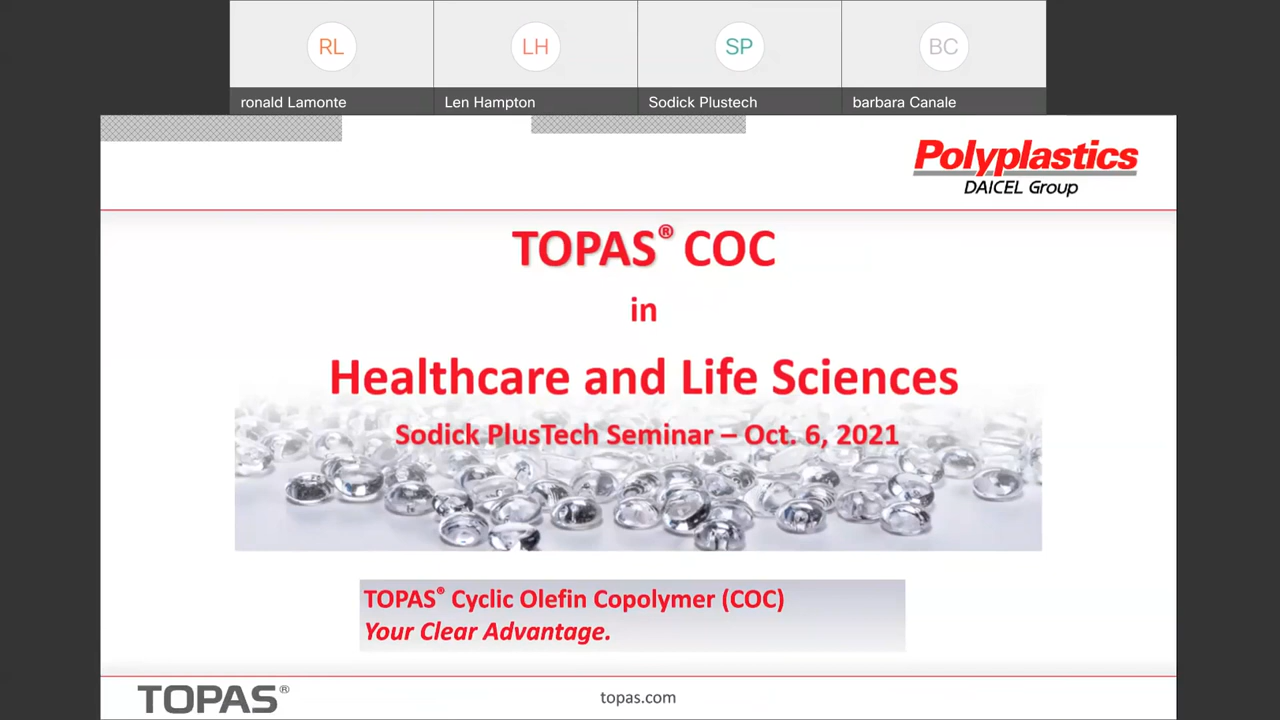 RL LH SP BC
ronald Lamonte Len Hampton Sodick Plustech barbara Canale
Polyplastics
DAICEL Group
TOPAS® COC
in
Healthcare and Life Sciences
Sodick PlusTech Seminar – Oct. 6, 2021
TOPAS® Cyclic Olefin Copolymer (COC)
Your Clear Advantage.
TOPAS® topas.com